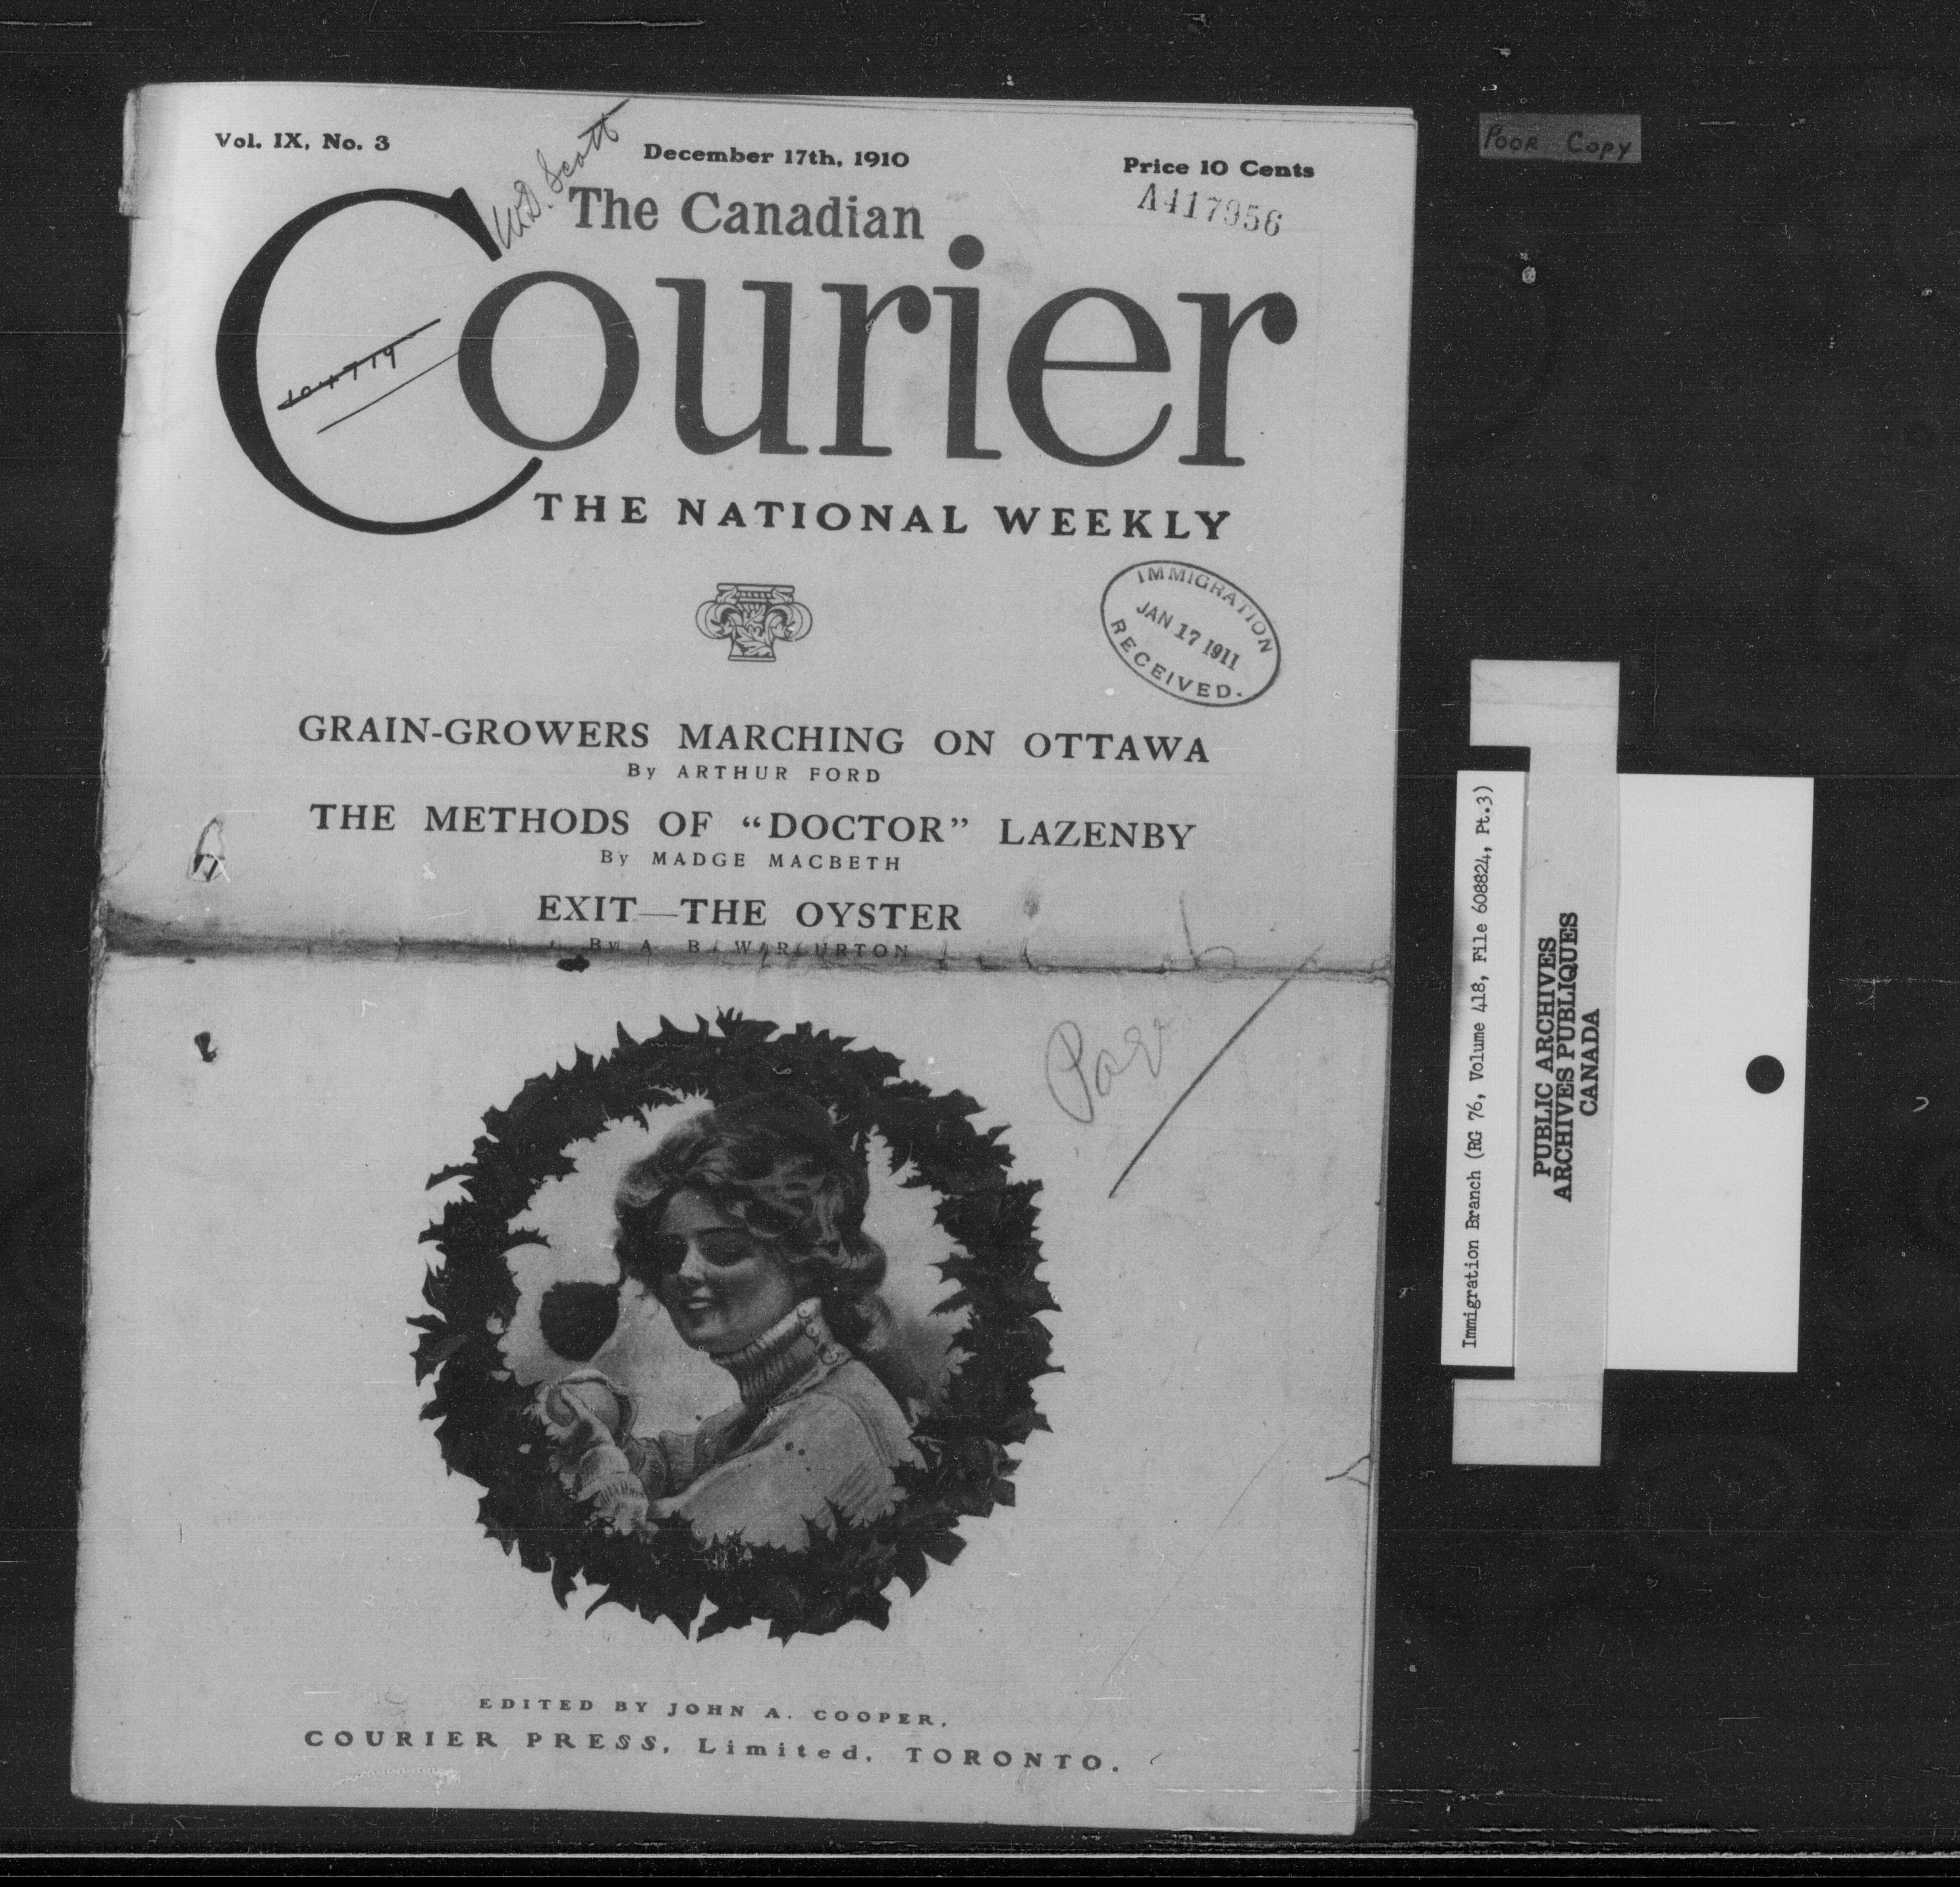 Vol. IX, No. 3
December 17th, 1910
Price 10 Cents
W.D. Scott
A417956
The Canadian
Courier
104719
THE NATIONAL WEEKLY
IMMIGRATION
JAN 17 1911
RECEIVED.
GRAIN-GROWERS MARCHING ON OTTAWA
By ARTHUR FORD
THE METHODS OF “DOCTOR” LAZENBY
By MADGE MACBETH
EXIT—THE OYSTER
By A. B. WARBURTON
EDITED BY JOHN A. COOPER,
COURIER PRESS, Limited, TORONTO.
POOR COPY
Immigration Branch (RG 76, Volume 418, File 608824, Pt.3)
PUBLIC ARCHIVES
ARCHIVES PUBLIQUES
CANADA